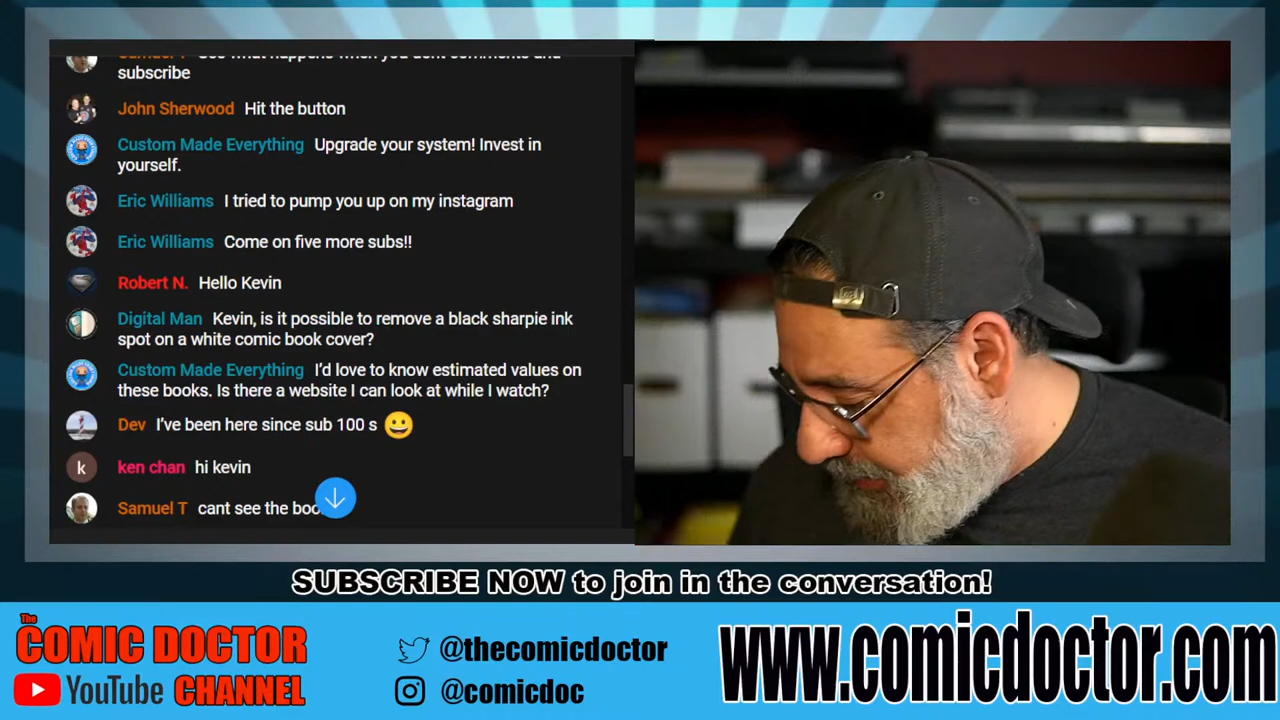 subscribe
John Sherwood Hit the button
Custom Made Everything Upgrade your system! Invest in
yourself.
Eric Williams I tried to pump you up on my instagram
Eric Williams Come on five more subs!!
Robert N. Hello Kevin
Digital Man Kevin, is it possible to remove a black sharpie ink
spot on a white comic book cover?
Custom Made Everything I'd love to know estimated values on
these books. Is there a website I can look at while I watch?
Dev I've been here since sub 100 s 😀
k ken chan hi kevin
Samuel T cant see the boo
SUBSCRIBE NOW to join in the conversation!
The
COMIC DOCTOR
YouTube CHANNEL
@thecomicdoctor
@comicdoc
www.comicdoctor.com